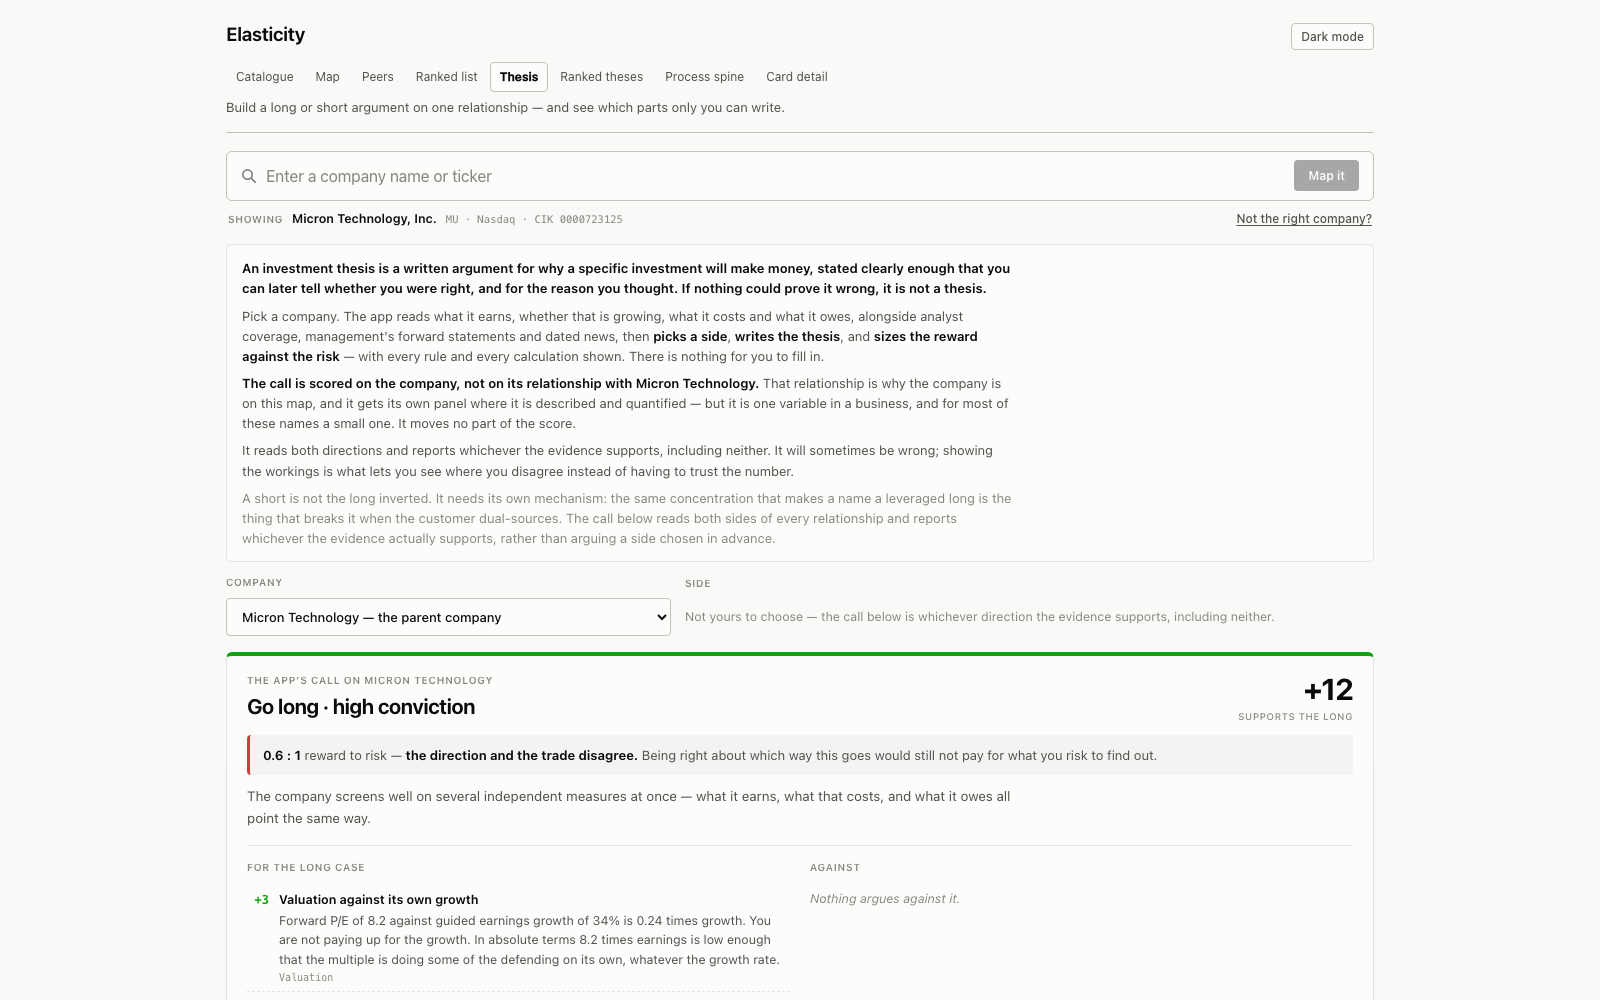 Elasticity
Dark mode
Catalogue Map Peers Ranked list Thesis Ranked theses Process spine Card detail
Build a long or short argument on one relationship — and see which parts only you can write.
Enter a company name or ticker
Map it
SHOWING Micron Technology, Inc. MU · Nasdaq · CIK 0000723125
Not the right company?
An investment thesis is a written argument for why a specific investment will make money, stated clearly enough that you
can later tell whether you were right, and for the reason you thought. If nothing could prove it wrong, it is not a thesis.
Pick a company. The app reads what it earns, whether that is growing, what it costs and what it owes, alongside analyst
coverage, management's forward statements and dated news, then picks a side, writes the thesis, and sizes the reward
against the risk — with every rule and every calculation shown. There is nothing for you to fill in.
The call is scored on the company, not on its relationship with Micron Technology. That relationship is why the company is
on this map, and it gets its own panel where it is described and quantified — but it is one variable in a business, and for most of
these names a small one. It moves no part of the score.
It reads both directions and reports whichever the evidence supports, including neither. It will sometimes be wrong; showing
the workings is what lets you see where you disagree instead of having to trust the number.
A short is not the long inverted. It needs its own mechanism: the same concentration that makes a name a leveraged long is the
thing that breaks it when the customer dual-sources. The call below reads both sides of every relationship and reports
whichever the evidence actually supports, rather than arguing a side chosen in advance.
COMPANY
Micron Technology — the parent company
SIDE
Not yours to choose — the call below is whichever direction the evidence supports, including neither.
THE APP'S CALL ON MICRON TECHNOLOGY
Go long · high conviction
+12
SUPPORTS THE LONG
0.6 : 1 reward to risk — the direction and the trade disagree. Being right about which way this goes would still not pay for what you risk to find out.
The company screens well on several independent measures at once — what it earns, what that costs, and what it owes all
point the same way.
FOR THE LONG CASE
+3 Valuation against its own growth
Forward P/E of 8.2 against guided earnings growth of 34% is 0.24 times growth. You
are not paying up for the growth. In absolute terms 8.2 times earnings is low enough
that the multiple is doing some of the defending on its own, whatever the growth rate.
Valuation
AGAINST
Nothing argues against it.